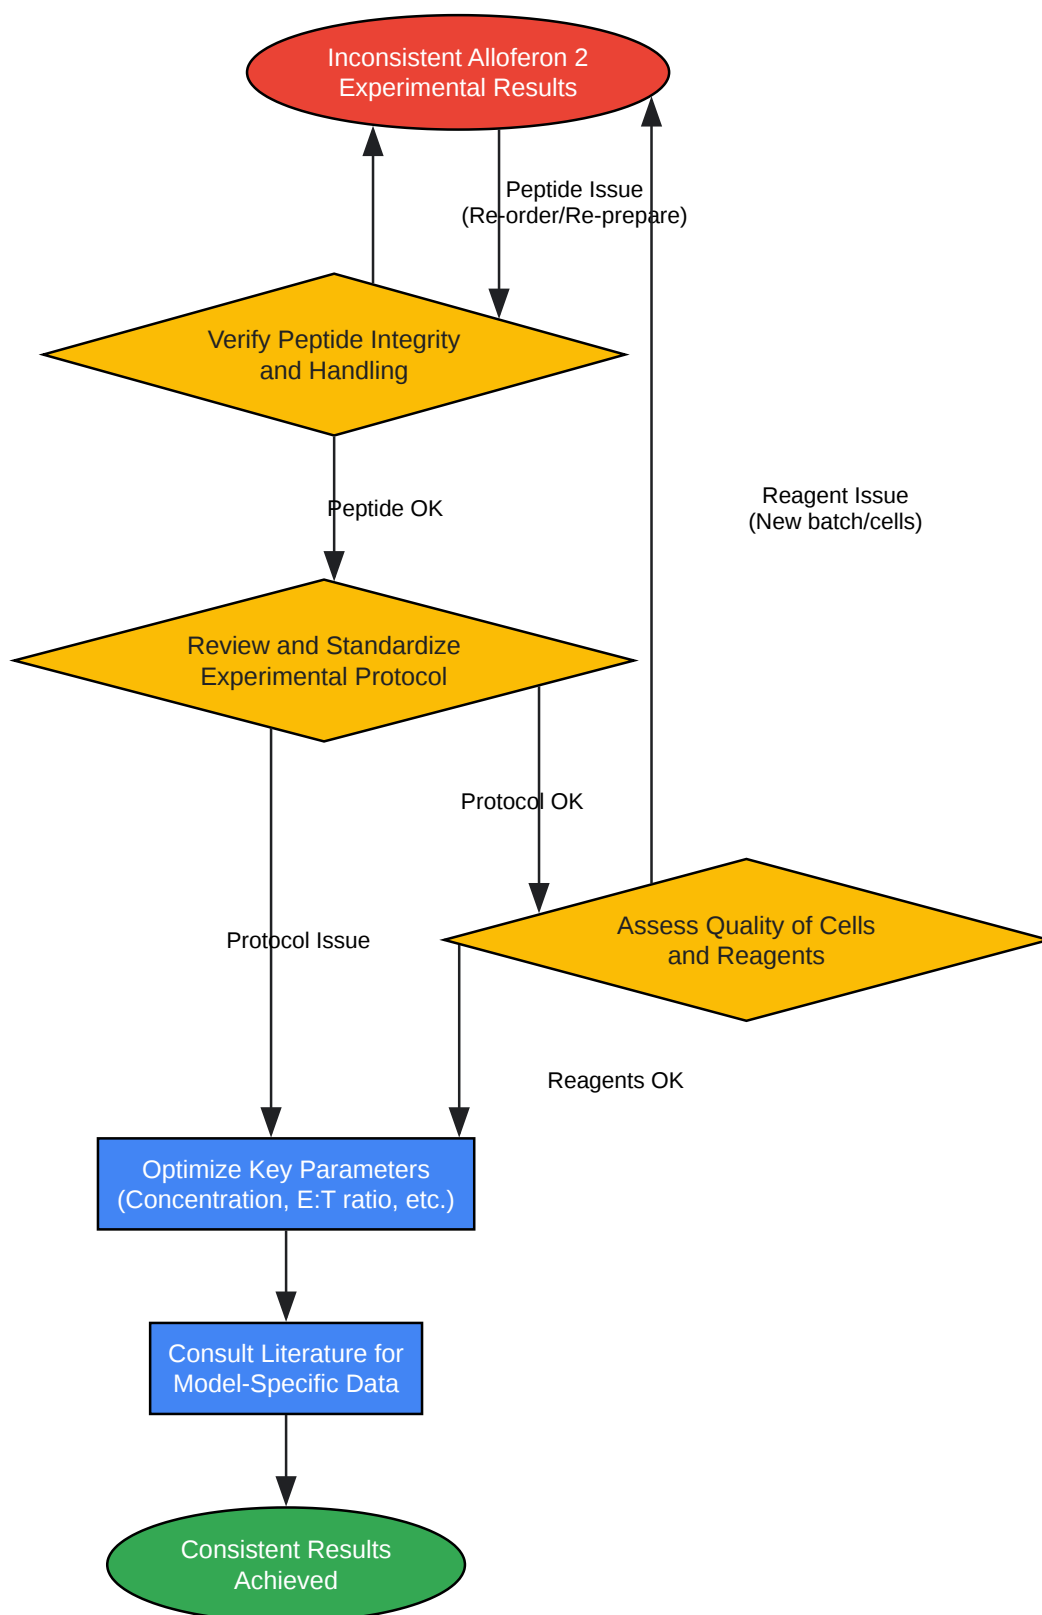 Inconsistent Alloferon 2
Experimental Results
Peptide Issue
(Re-order/Re-prepare)
Verify Peptide Integrity
and Handling
Reagent Issue
(New batch/cells)
Peptide OK
Review and Standardize
Experimental Protocol
Protocol OK
Assess Quality of Cells
and Reagents
Protocol Issue
Reagents OK
Optimize Key Parameters
(Concentration, E:T ratio, etc.)
Consult Literature for
Model-Specific Data
Consistent Results
Achieved